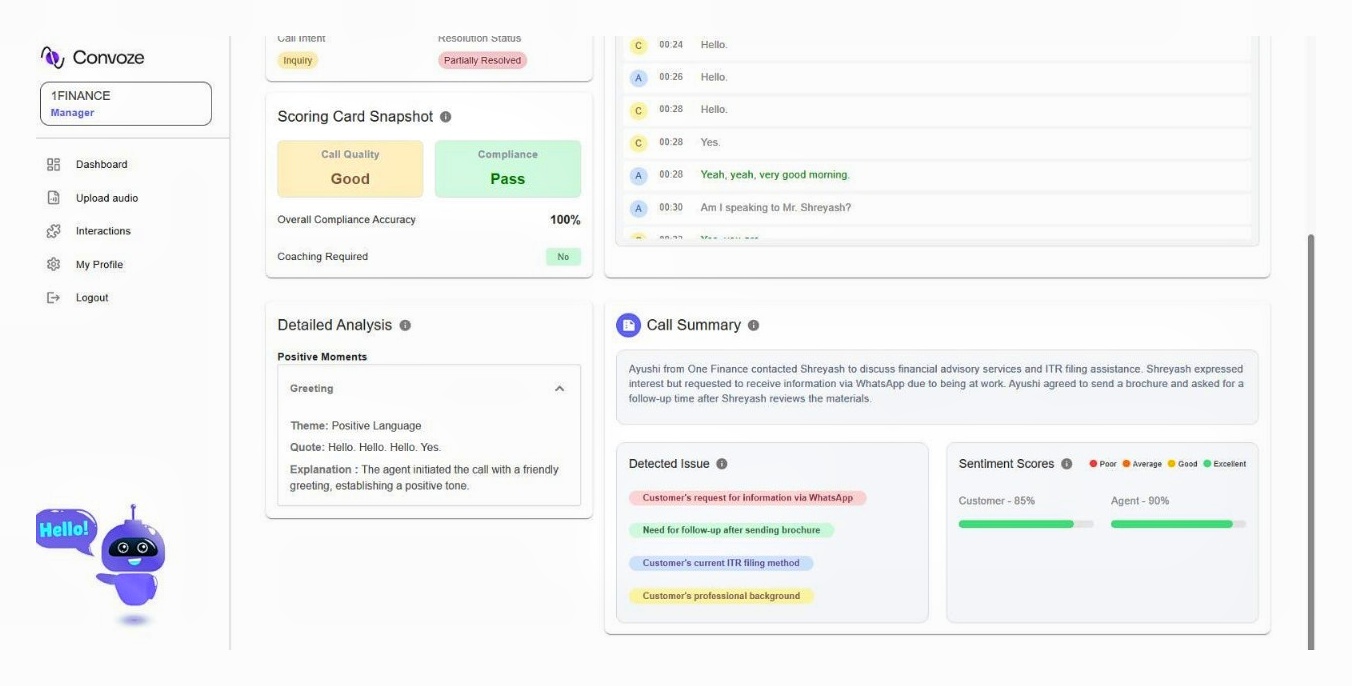 Convoze
1FINANCE
Manager
Dashboard
Upload audio
Interactions
My Profile
Logout
Hello!
Call Intent
Resolution Status
Inquiry
Partially Resolved
Scoring Card Snapshot
Call Quality
Good
Compliance
Pass
Overall Compliance Accuracy
100%
Coaching Required
No
C 00:24 Hello.
A 00:26 Hello.
C 00:28 Hello.
C 00:28 Yes.
A 00:28 Yeah, yeah, very good morning.
A 00:30 Am I speaking to Mr. Shreyash?
Yes, you are.
Detailed Analysis
Positive Moments
Greeting
Theme: Positive Language
Quote: Hello. Hello. Hello. Yes.
Explanation : The agent initiated the call with a friendly
greeting, establishing a positive tone.
Call Summary
Ayushi from One Finance contacted Shreyash to discuss financial advisory services and ITR filing assistance. Shreyash expressed
interest but requested to receive information via WhatsApp due to being at work. Ayushi agreed to send a brochure and asked for a
follow-up time after Shreyash reviews the materials.
Detected Issue
Customer's request for information via WhatsApp
Need for follow-up after sending brochure
Customer's current ITR filing method
Customer's professional background
Sentiment Scores
Poor Average Good Excellent
Customer - 85%
Agent - 90%